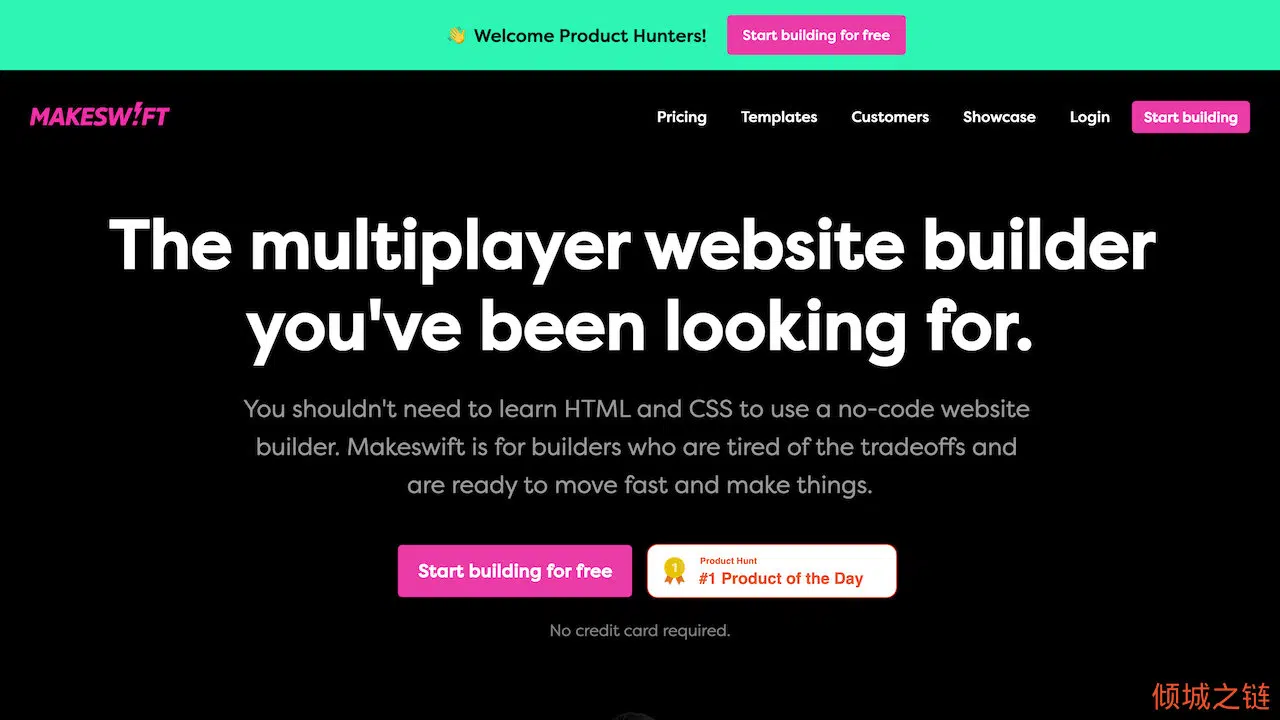 👋 Welcome Product Hunters!
Start building for free
MAKESWIFT
Pricing
Templates
Customers
Showcase
Login
Start building
The multiplayer website builder
you've been looking for.
You shouldn't need to learn HTML and CSS to use a no-code website
builder. Makeswift is for builders who are tired of the tradeoffs and
are ready to move fast and make things.
Start building for free
1
Product Hunt
#1 Product of the Day
No credit card required.
倾城之链